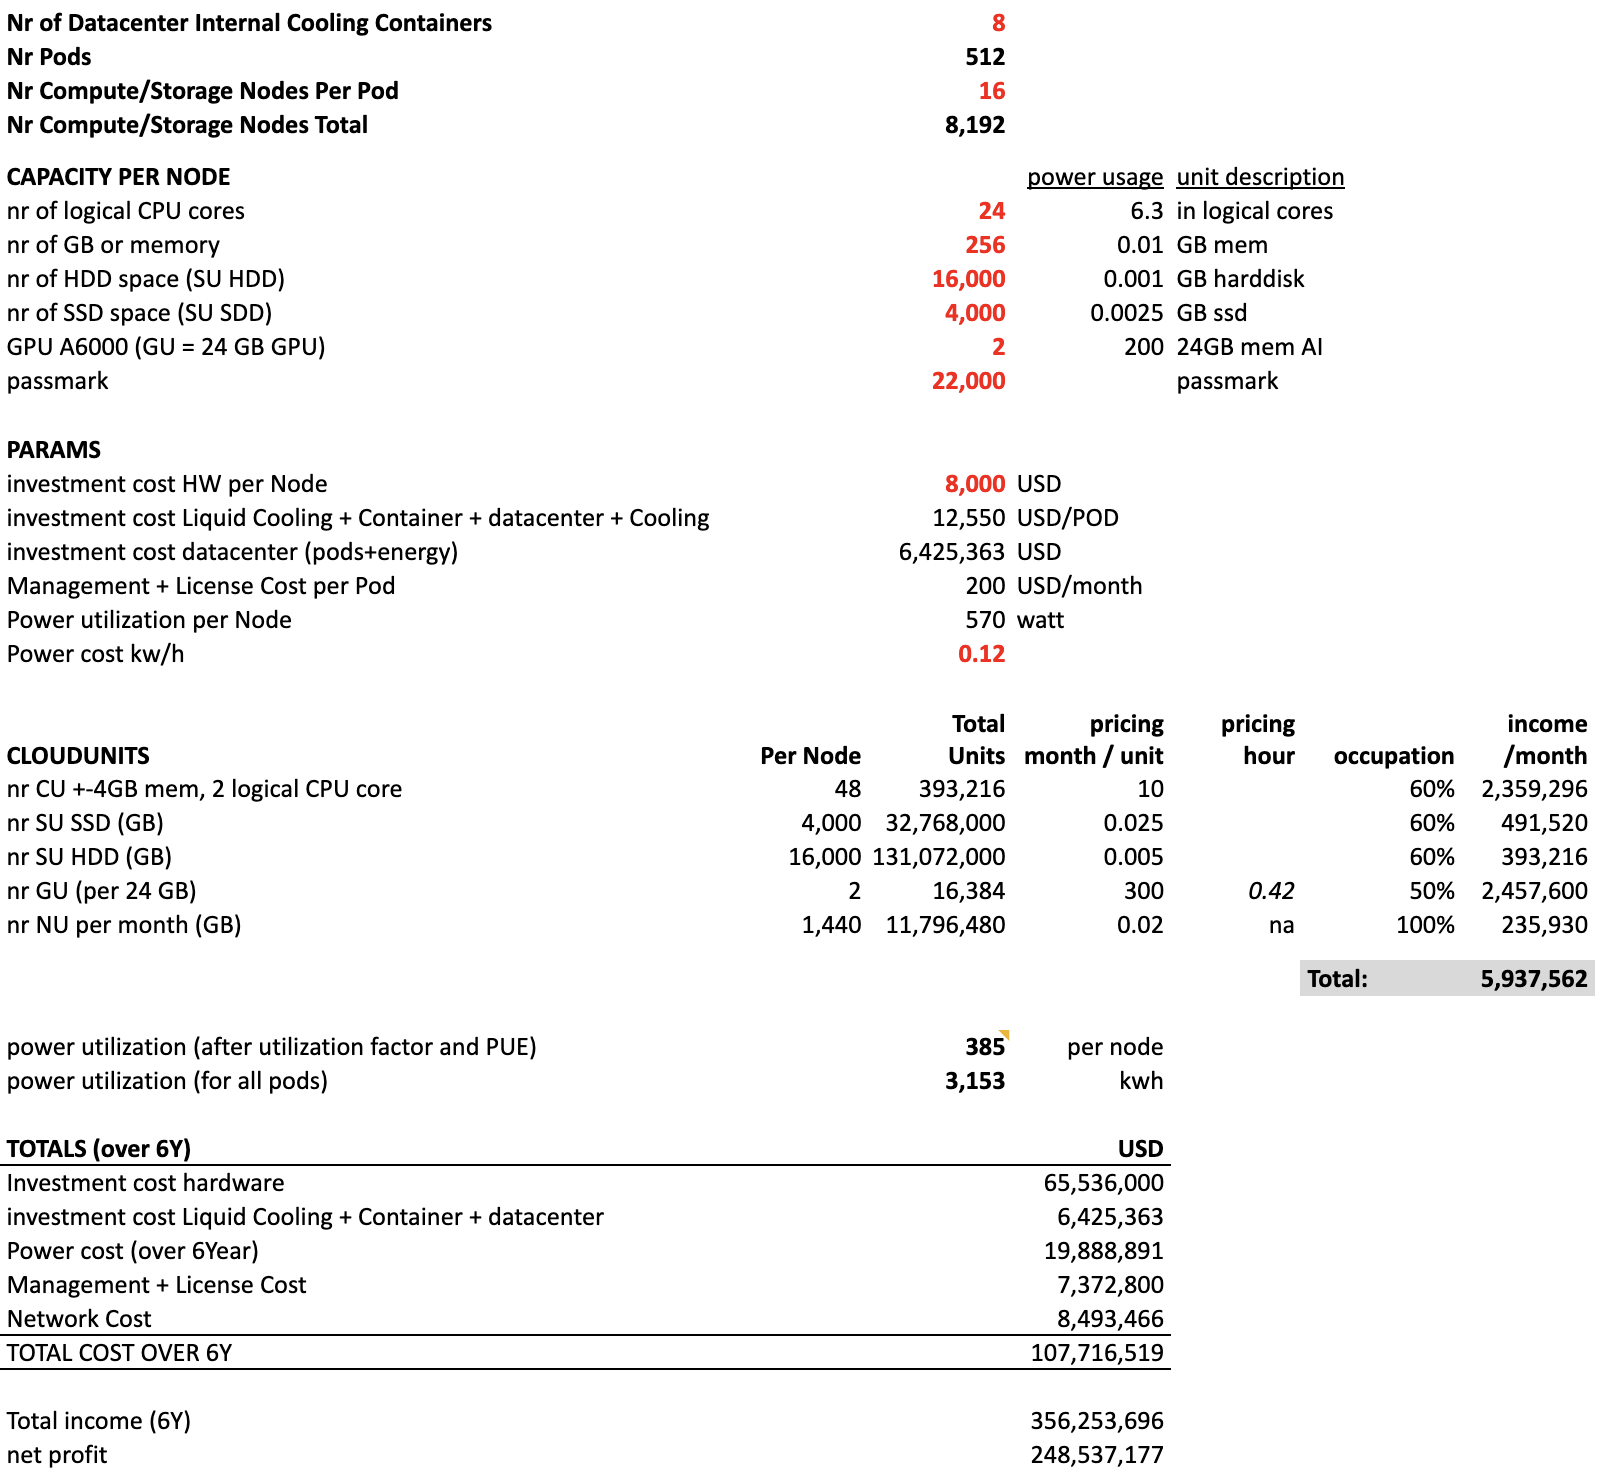 Nr of Datacenter Internal Cooling Containers 8
Nr Pods 512
Nr Compute/Storage Nodes Per Pod 16
Nr Compute/Storage Nodes Total 8,192
CAPACITY PER NODE power usage unit description
nr of logical CPU cores 24 6.3 in logical cores
nr of GB or memory 256 0.01 GB mem
nr of HDD space (SU HDD) 16,000 0.001 GB harddisk
nr of SSD space (SU SDD) 4,000 0.0025 GB ssd
GPU A6000 (GU = 24 GB GPU) 2 200 24GB mem AI
passmark 22,000 passmark
PARAMS
investment cost HW per Node 8,000 USD
investment cost Liquid Cooling + Container + datacenter + Cooling 12,550 USD/POD
investment cost datacenter (pods+energy) 6,425,363 USD
Management + License Cost per Pod 200 USD/month
Power utilization per Node 570 watt
Power cost kw/h 0.12
Total pricing pricing income
CLOUDUNITS Per Node Units month / unit hour occupation /month
nr CU +-4GB mem, 2 logical CPU core 48 393,216 10 60% 2,359,296
nr SU SSD (GB) 4,000 32,768,000 0.025 60% 491,520
nr SU HDD (GB) 16,000 131,072,000 0.005 60% 393,216
nr GU (per 24 GB) 2 16,384 300 0.42 50% 2,457,600
nr NU per month (GB) 1,440 11,796,480 0.02 na 100% 235,930
Total: 5,937,562
power utilization (after utilization factor and PUE) 385 per node
power utilization (for all pods) 3,153 kwh
TOTALS (over 6Y) USD
Investment cost hardware 65,536,000
investment cost Liquid Cooling + Container + datacenter 6,425,363
Power cost (over 6Year) 19,888,891
Management + License Cost 7,372,800
Network Cost 8,493,466
TOTAL COST OVER 6Y 107,716,519
Total income (6Y) 356,253,696
net profit 248,537,177